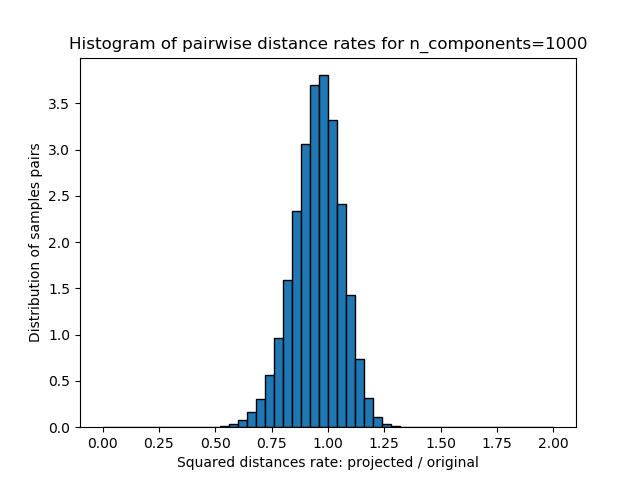 Histogram of pairwise distance rates for n_components=1000
Distribution of samples pairs
3.5
3.0
2.5
2.0
1.5
1.0
0.5
0.0
0.00 0.25 0.50 0.75 1.00 1.25 1.50 1.75 2.00
Squared distances rate: projected / original